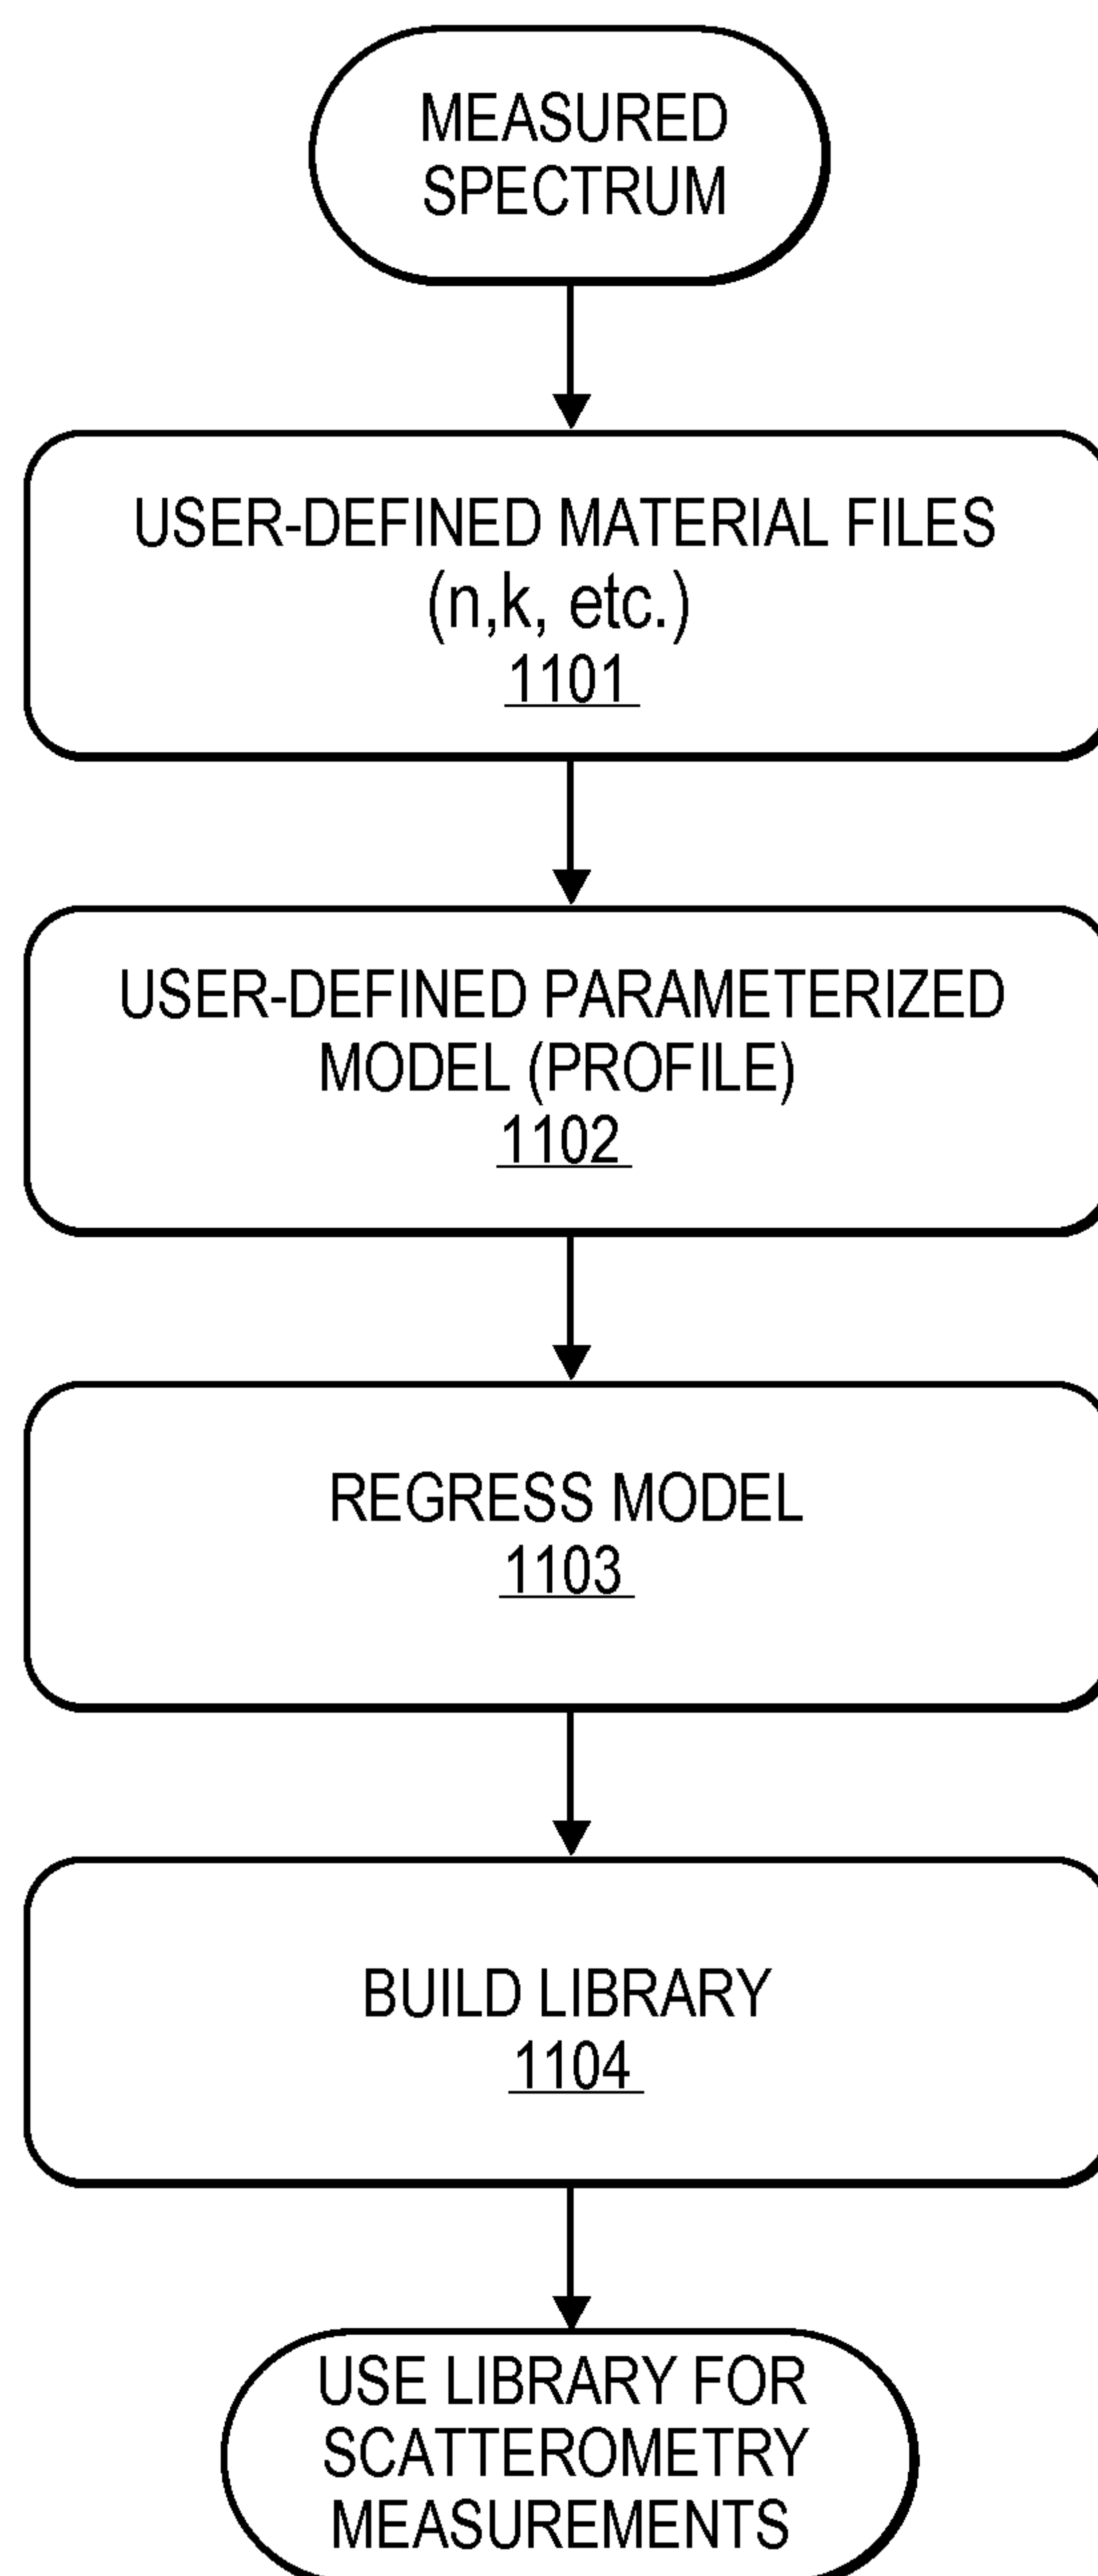 MEASURED
SPECTRUM
USER-DEFINED MATERIAL FILES
(n,k, etc.)
1101
USER-DEFINED PARAMETERIZED
MODEL (PROFILE)
1102
REGRESS MODEL
1103
BUILD LIBRARY
1104
USE LIBRARY FOR
SCATTEROMETRY
MEASUREMENTS